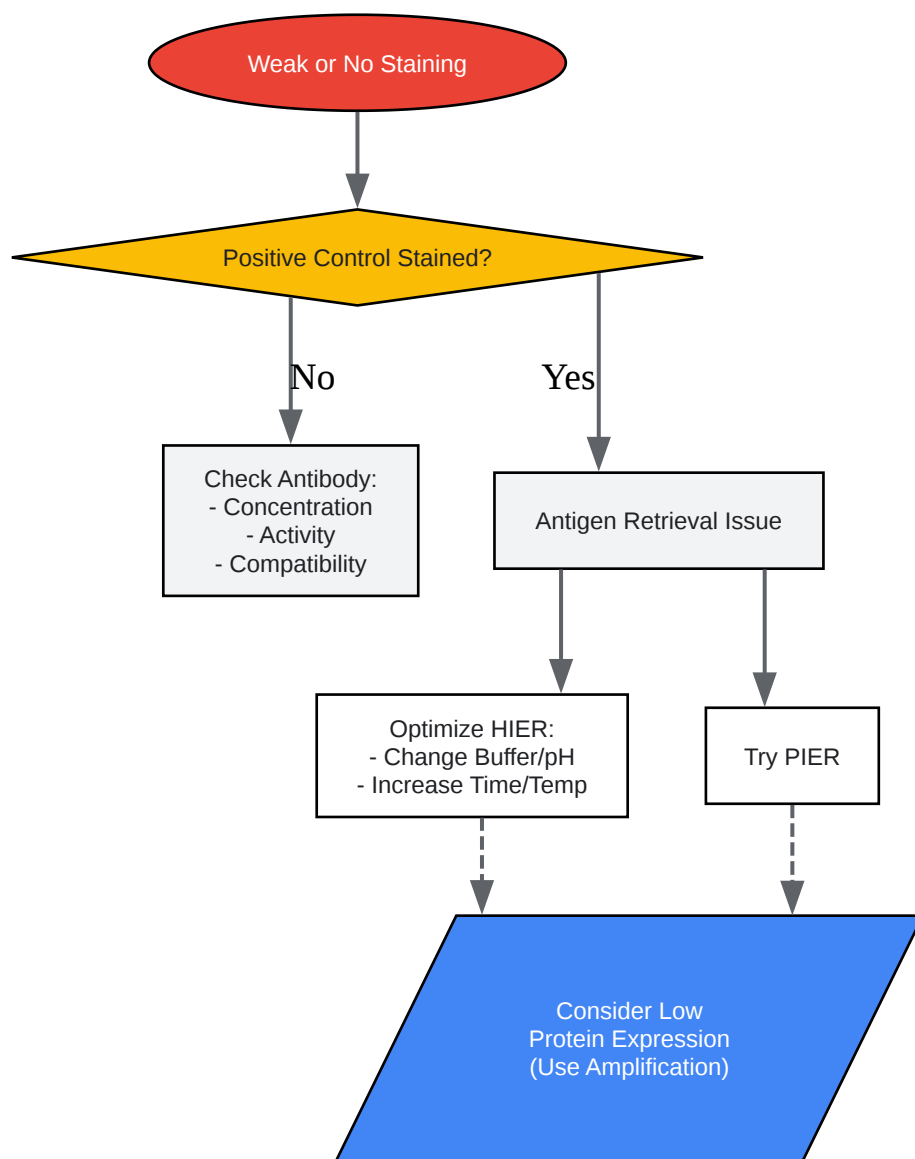 Weak or No Staining
Positive Control Stained?
No
Yes
Check Antibody:
- Concentration
- Activity
- Compatibility
Antigen Retrieval Issue
Optimize HIER:
- Change Buffer/pH
- Increase Time/Temp
Try PIER
Consider Low
Protein Expression
(Use Amplification)